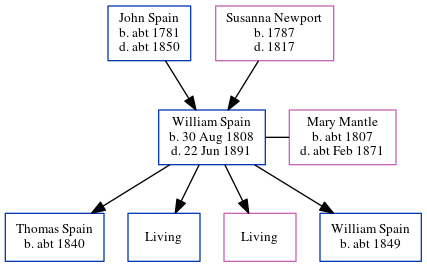 John Spain
b. abt 1781
d. abt 1850
Susanna Newport
b. 1787
d. 1817
William Spain
b. 30 Aug 1808
d. 22 Jun 1891
Mary Mantle
b. abt 1807
d. abt Feb 1871
Thomas Spain
b. abt 1840
Living
Living
William Spain
b. abt 1849